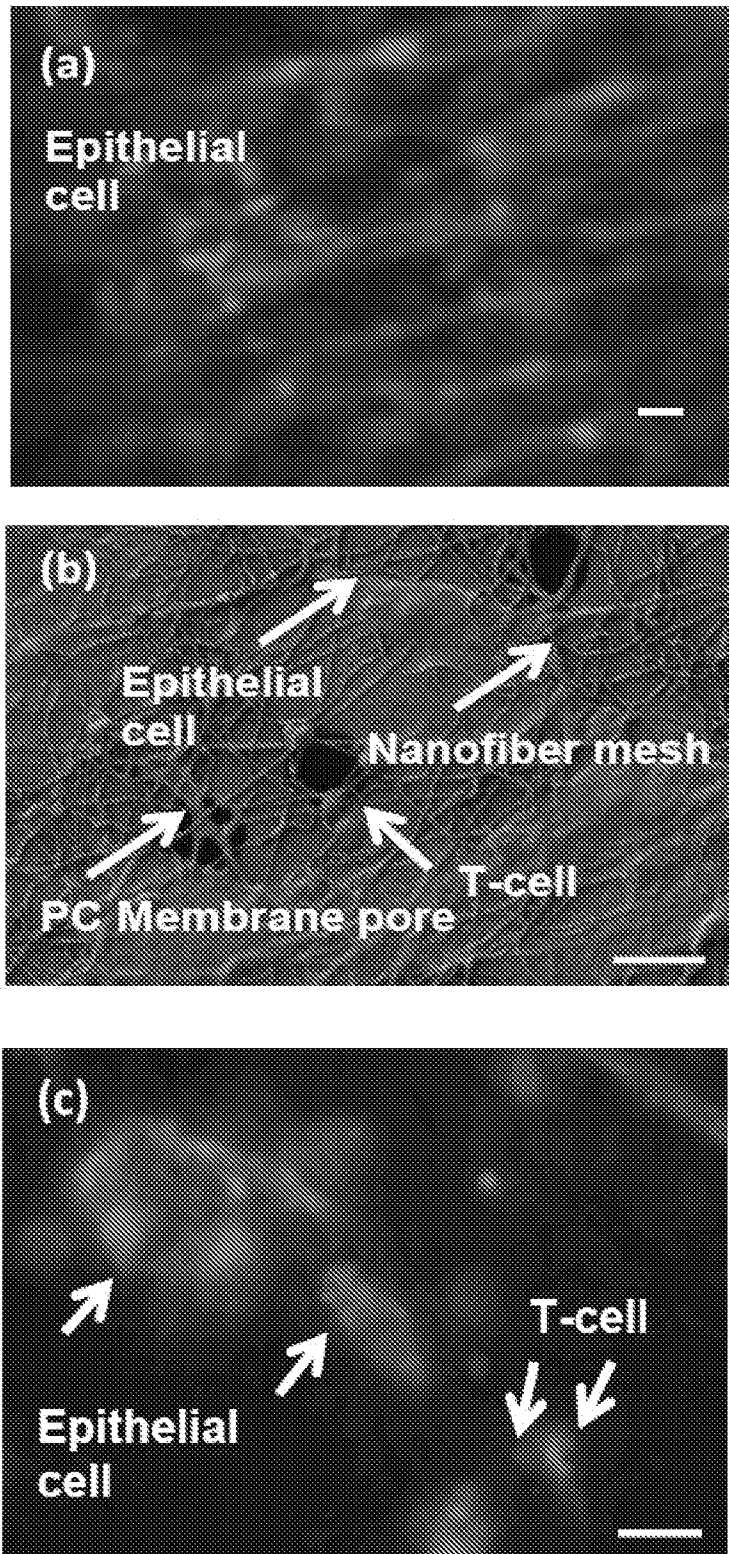 (a)
Epithelial
cell
(b)
Epithelial
cell
Nanofiber mesh
T-cell
PC Membrane pore
(c)
T-cell
Epithelial
cell